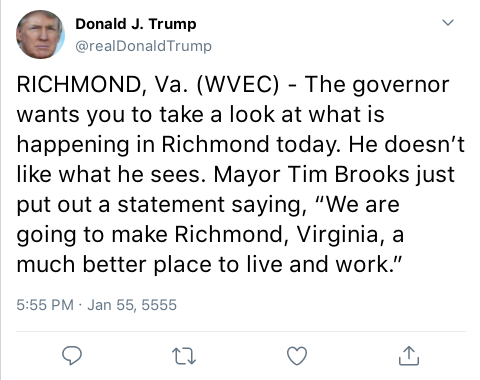 Donald J. Trump
@realDonaldTrump
RICHMOND, Va. (WVEC) - The governor
wants you to take a look at what is
happening in Richmond today. He doesn’t
like what he sees. Mayor Tim Brooks just
put out a statement saying, “We are
going to make Richmond, Virginia, a
much better place to live and work.”
5:55 PM · Jan 55, 5555